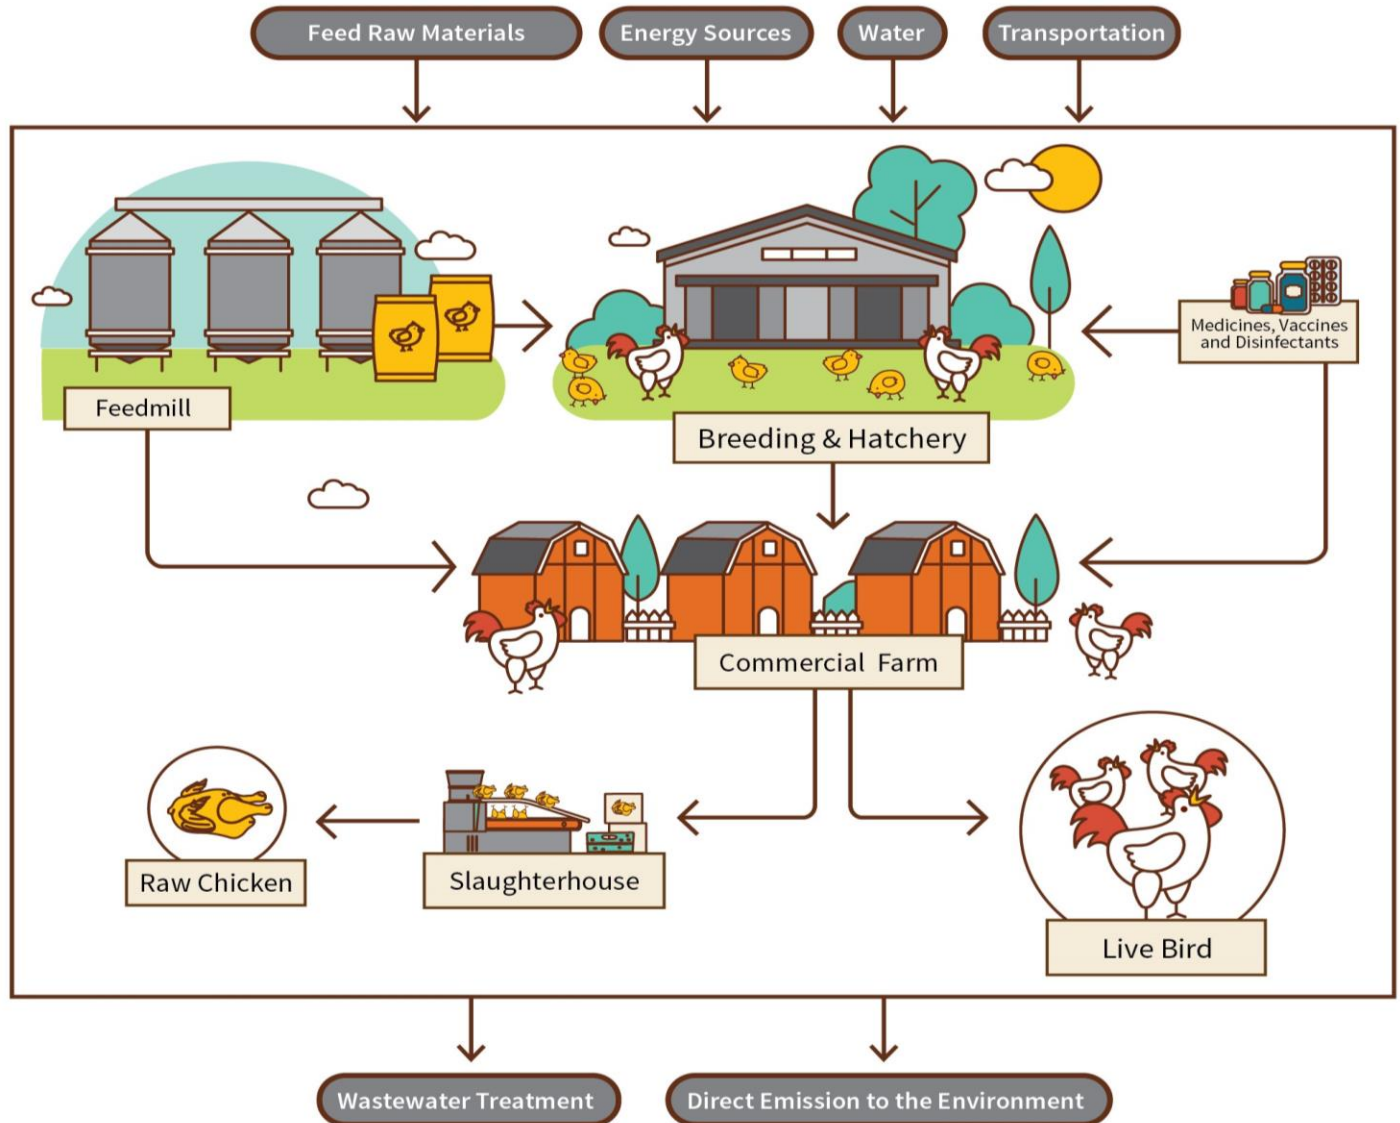 Feed Raw Materials
Energy Sources
Water
Transportation
Medicines, Vaccines
and Disinfectants
Feedmill
Breeding & Hatchery
Commercial Farm
Raw Chicken
Slaughterhouse
Live Bird
Wastewater Treatment
Direct Emission to the Environment